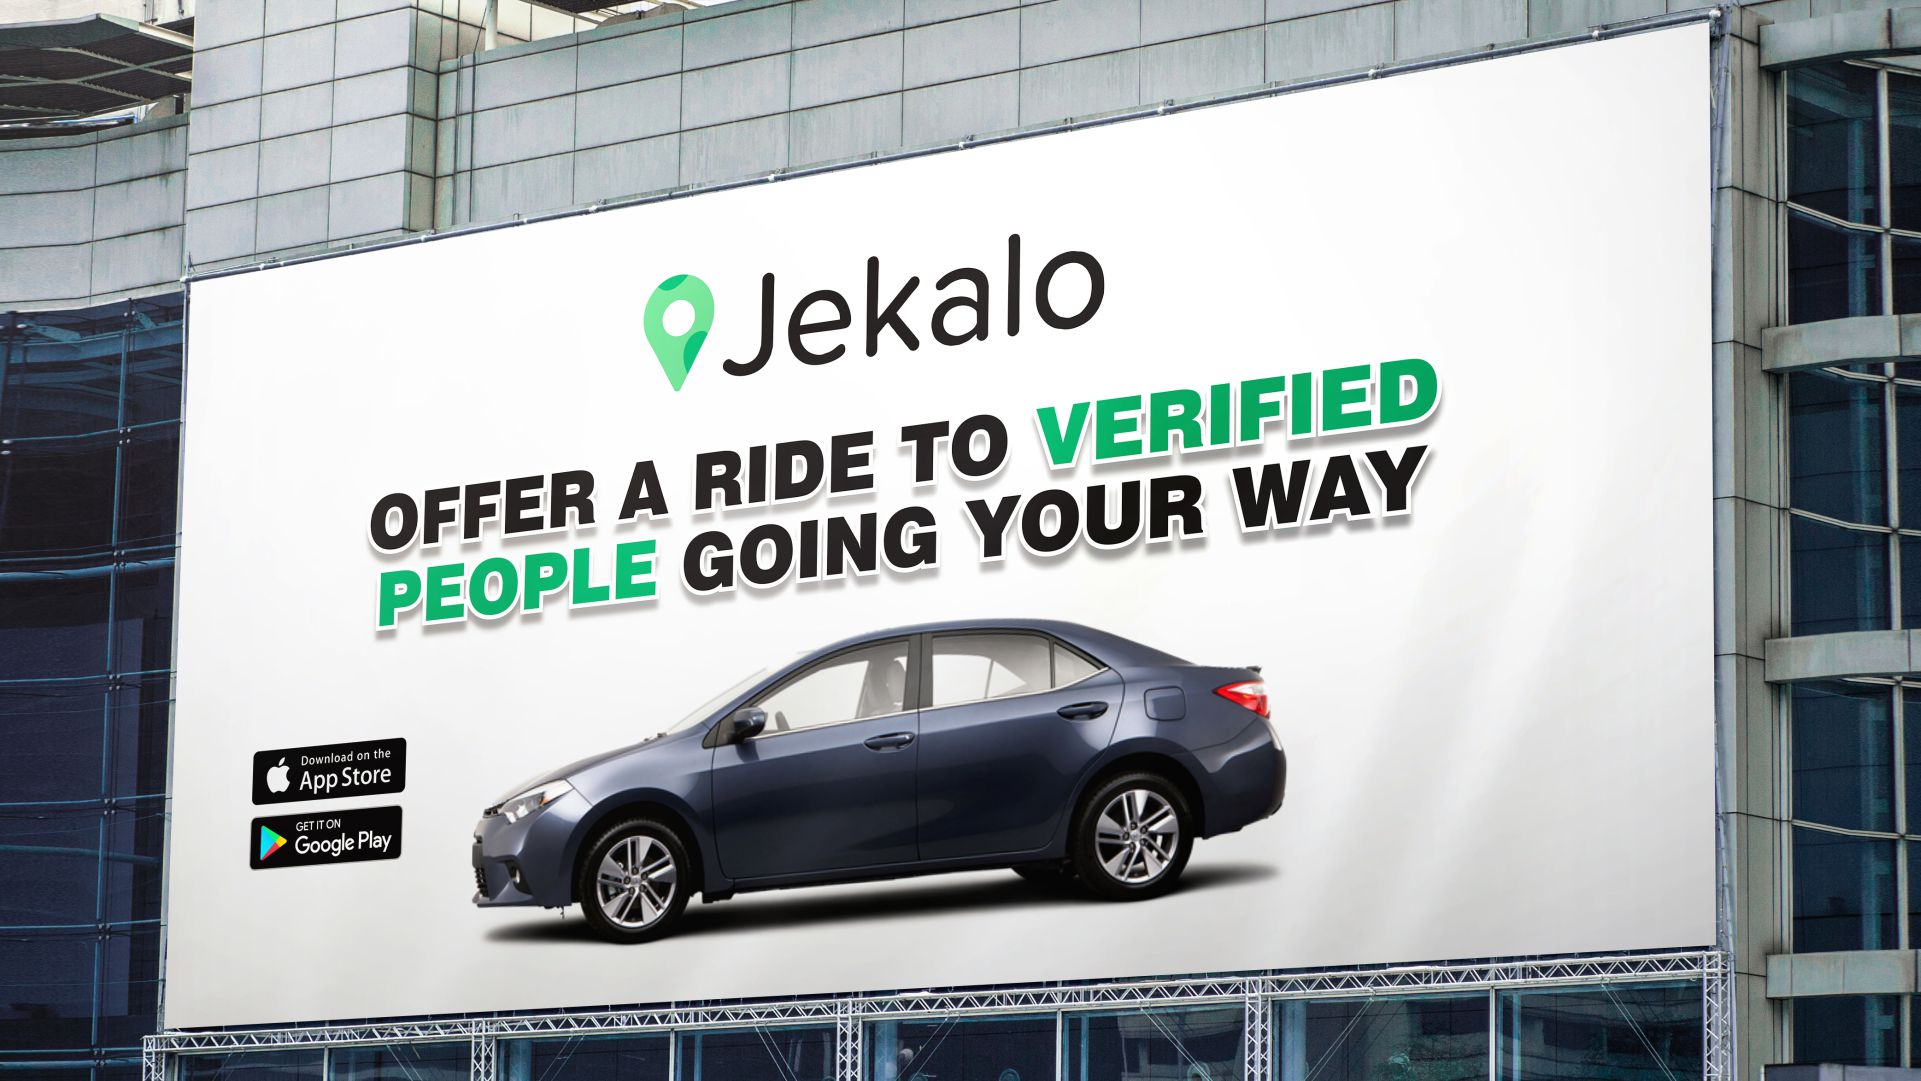 Jekalo
OFFER A RIDE TO VERIFIED
PEOPLE GOING YOUR WAY
Download on the
App Store
GET IT ON
Google Play